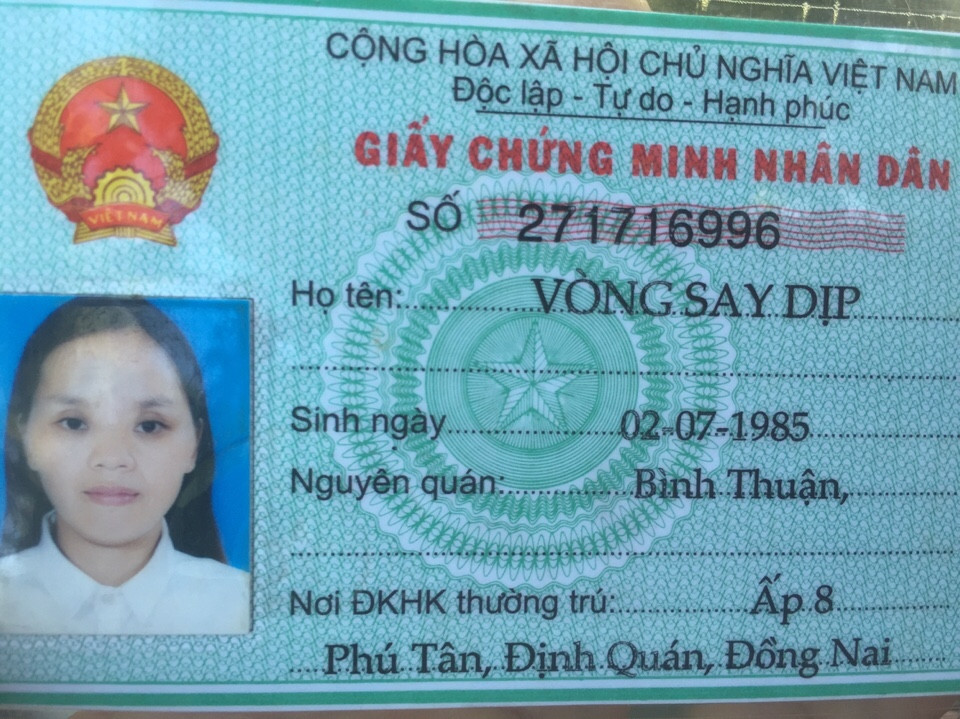 CỘNG HÒA XÃ HỘI CHỦ NGHĨA VIỆT NAM
Độc lập - Tự do - Hạnh phúc
GIẤY CHỨNG MINH NHÂN DÂN
VIỆT NAM
SỐ 271716996
Họ tên: VÒNG SAY DỊP
Sinh ngày 02-07-1985
Nguyên quán: Bình Thuận,
Nơi ĐKHK thường trú: Ấp 8
Phú Tân, Định Quán, Đồng Nai